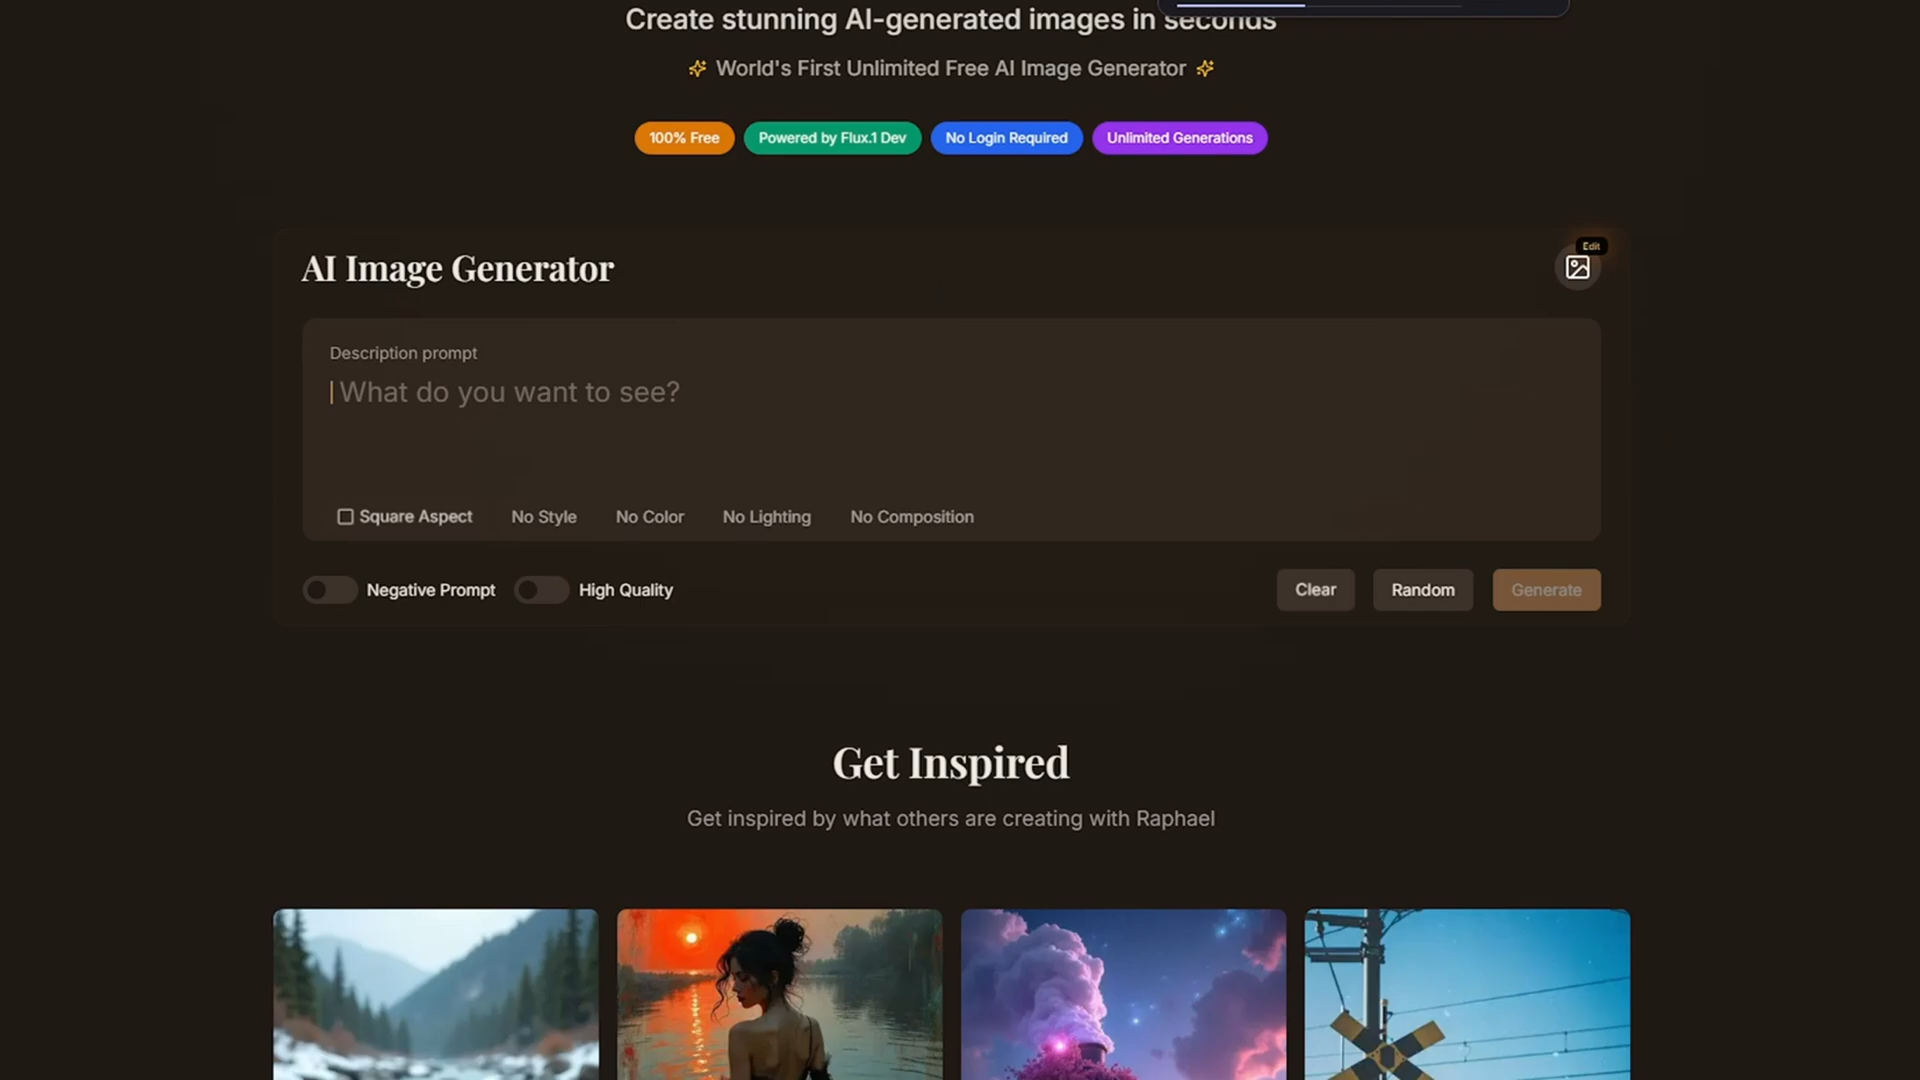 Create stunning AI-generated images in seconds
World's First Unlimited Free AI Image Generator
100% Free
Powered by Flux.1 Dev
No Login Required
Unlimited Generations
Edit
AI Image Generator
Description prompt
What do you want to see?
Square Aspect
No Style
No Color
No Lighting
No Composition
Negative Prompt
High Quality
Clear
Random
Generate
Get Inspired
Get inspired by what others are creating with Raphael